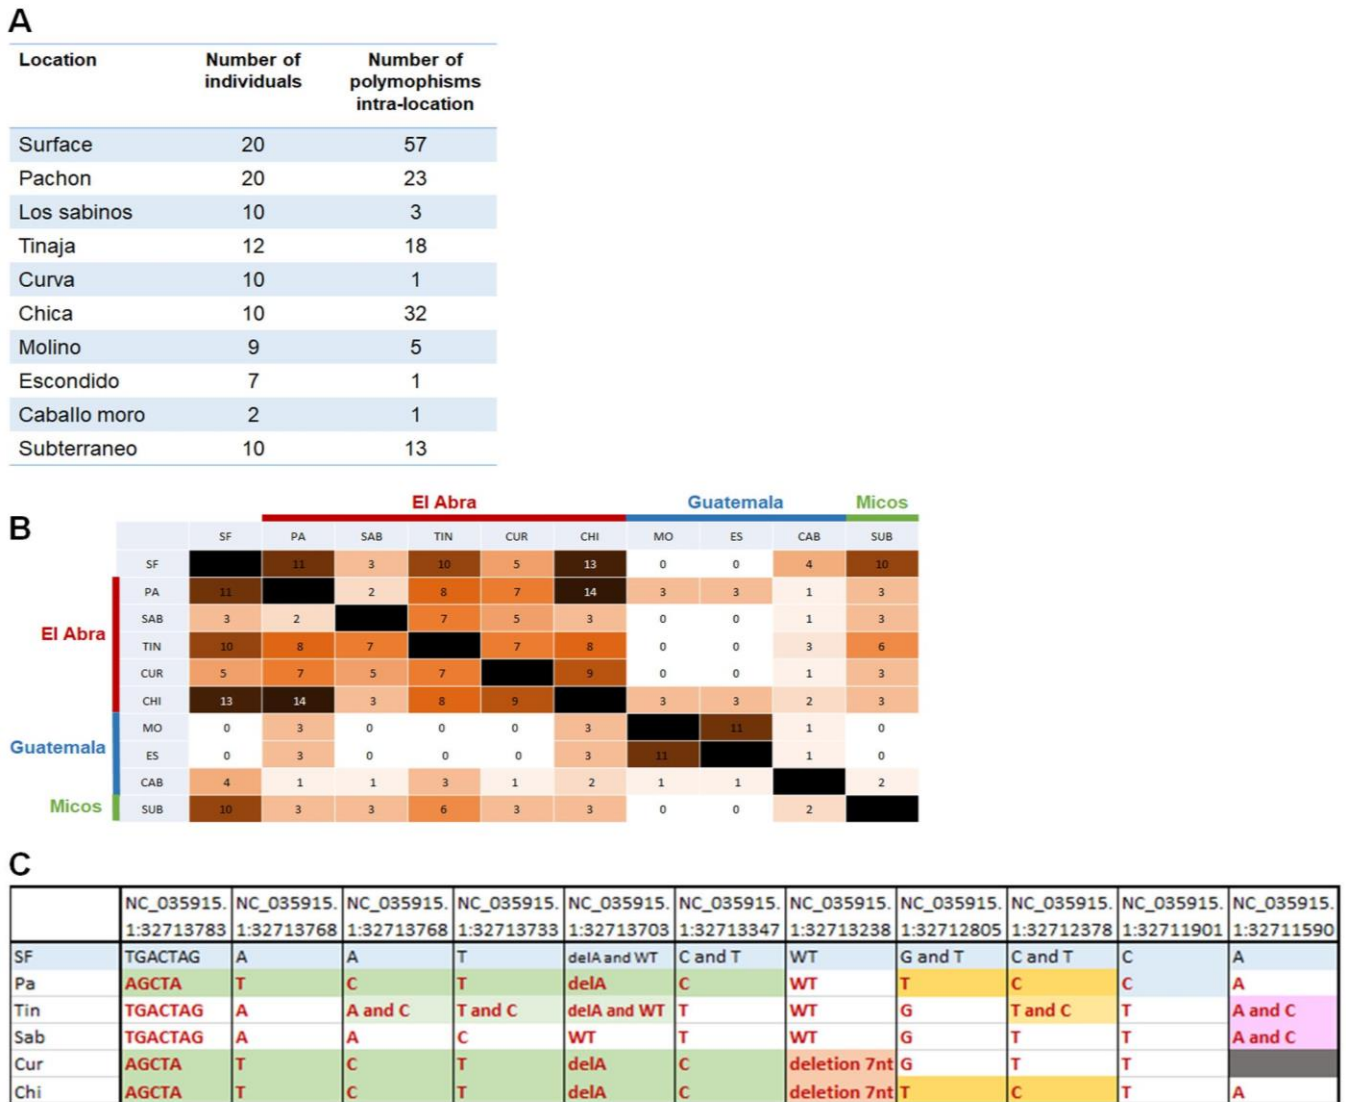 A
Location Number of individuals Number of polymophisms intra-location
Surface 20 57
Pachon 20 23
Los sabinos 10 3
Tinaja 12 18
Curva 10 1
Chica 10 32
Molino 9 5
Escondido 7 1
Caballo moro 2 1
Subterraneo 10 13
B
El Abra Guatemala Micos
SF PA SAB TIN CUR CHI MO ES CAB SUB
SF 11 3 10 5 13 0 0 4 10
PA 11 2 8 7 14 3 3 1 3
SAB 3 2 7 5 3 0 0 1 3
El Abra
TIN 10 8 7 7 8 0 0 3 6
CUR 5 7 5 7 9 0 0 1 3
CHI 13 14 3 8 9 3 3 2 3
MO 0 3 0 0 0 3 11 1 0
Guatemala
ES 0 3 0 0 0 3 11 1 0
CAB 4 1 1 3 1 2 1 1 2
Micos
SUB 10 3 3 6 3 3 0 0 2
C
NC_035915. NC_035915. NC_035915. NC_035915. NC_035915. NC_035915. NC_035915. NC_035915. NC_035915. NC_035915. NC_035915.
1:32713783 1:32713768 1:32713768 1:32713733 1:32713703 1:32713347 1:32713238 1:32712805 1:32712378 1:32711901 1:32711590
SF TGACTAG A A T delA and WT C and T WT G and T C and T C A
Pa AGCTA T C T delA C WT T C C A
Tin TGACTAG A A and C T and C delA and WT T WT G T and C T A and C
Sab TGACTAG A A C WT T WT G T T A and C
Cur AGCTA T C T delA C deletion 7nt G T T
Chi AGCTA T C T delA C deletion 7nt T C T A